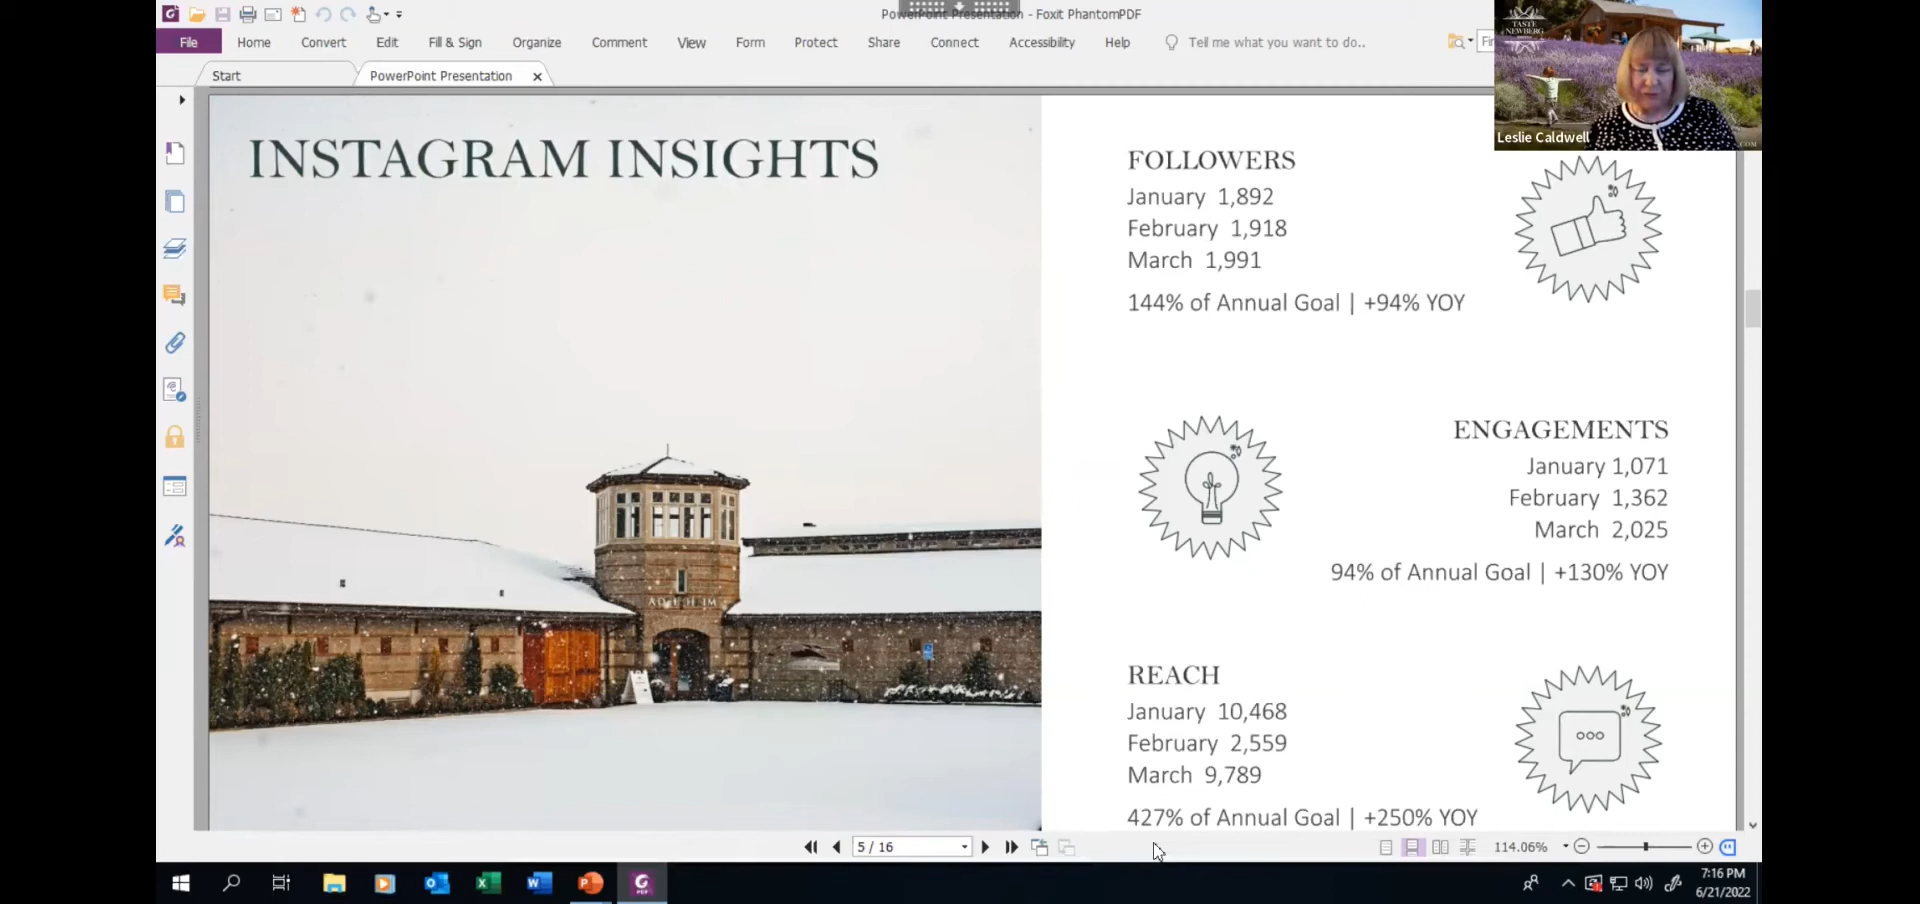 PowerPoint Presentation - Foxit PhantomPDF
File Home Convert Edit Fill & Sign Organize Comment View Form Protect Share Connect Accessibility Help Tell me what you want to do..
Start PowerPoint Presentation
TASTE
NEWBERG
Leslie Caldwell
.COM
INSTAGRAM INSIGHTS
ADELSHEIM
FOLLOWERS
January 1,892
February 1,918
March 1,991
144% of Annual Goal | +94% YOY
ENGAGEMENTS
January 1,071
February 1,362
March 2,025
94% of Annual Goal | +130% YOY
REACH
January 10,468
February 2,559
March 9,789
427% of Annual Goal | +250% YOY
5 / 16
114.06%
7:16 PM
6/21/2022